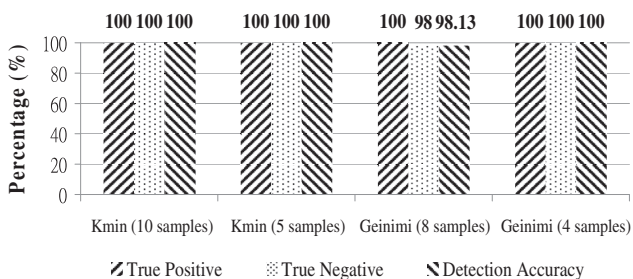 100 100 100 100 100 100 100 98 98.13 100 100 100
Percentage (%)
100
80
60
40
20
0
Kmin (10 samples) Kmin (5 samples) Geinimi (8 samples) Geinimi (4 samples)
True Positive True Negative Detection Accuracy